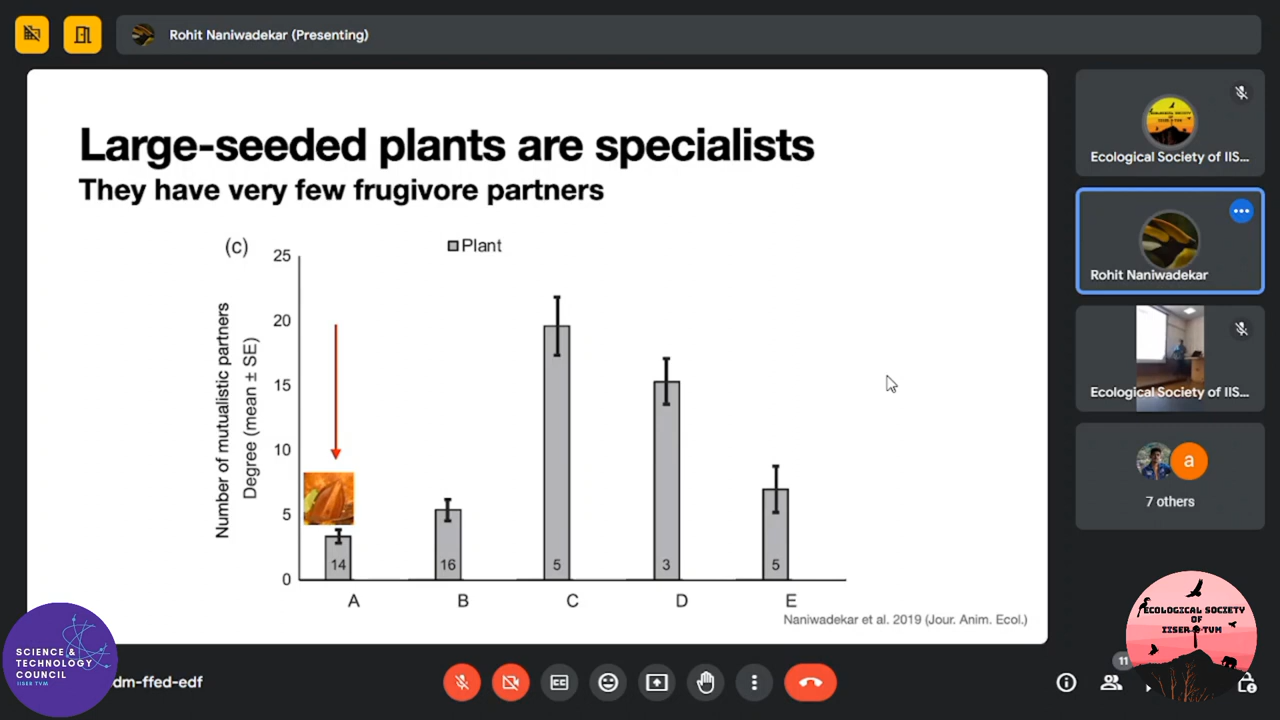 Rohit Naniwadekar (Presenting)
Large-seeded plants are specialists
They have very few frugivore partners
(c)
Plant
Number of mutualistic partners
Degree (mean ± SE)
25
20
15
10
5
0
14
16
5
3
5
A
B
C
D
E
Naniwadekar et al. 2019 (Jour. Anim. Ecol.)
Ecological Society of IIS...
Rohit Naniwadekar
Ecological Society of IIS...
a
7 others
SCIENCE &
TECHNOLOGY
COUNCIL
IISER TVM
dm-ffed-edf
11
ECOLOGICAL SOCIETY
OF
IISER TVM